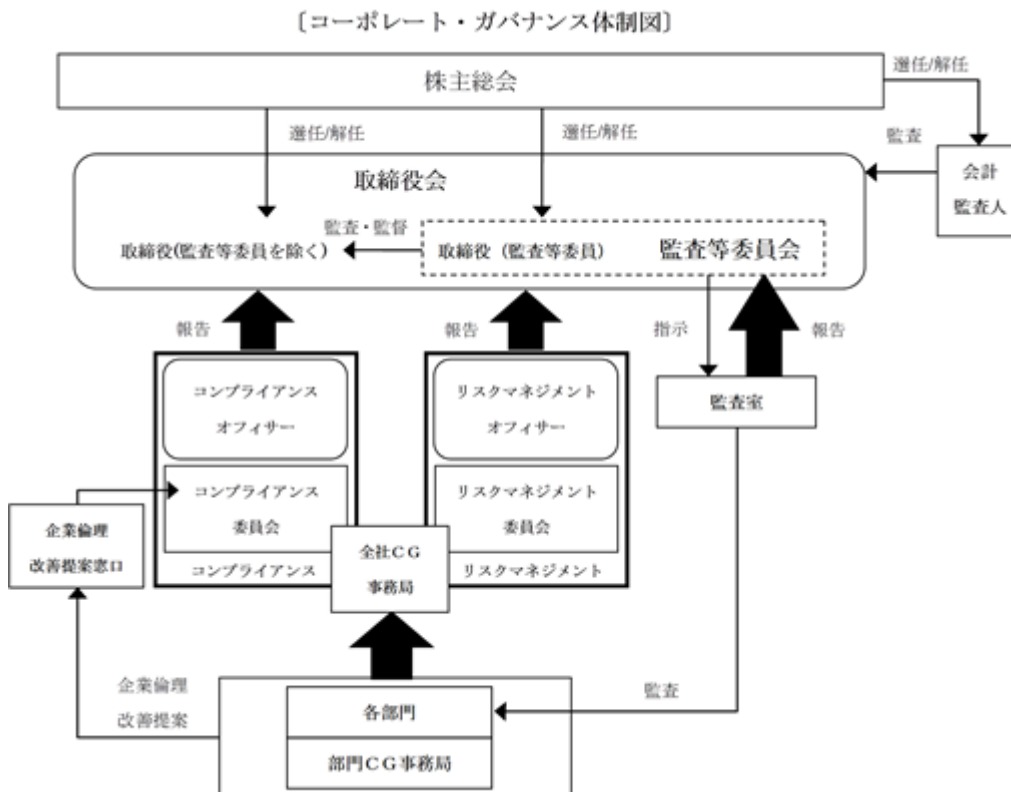 〔コーポレート・ガバナンス体制図〕
株主総会
選任/解任
選任/解任
選任/解任
監査
会計
監査人
取締役会
監査・監督
取締役(監査等委員を除く)
取締役（監査等委員）
監査等委員会
報告
報告
指示
報告
コンプライアンス
オフィサー
リスクマネジメント
オフィサー
監査室
コンプライアンス
委員会
リスクマネジメント
委員会
企業倫理
改善提案窓口
全社ＣＧ
事務局
コンプライアンス
リスクマネジメント
企業倫理
改善提案
監査
各部門
部門ＣＧ事務局